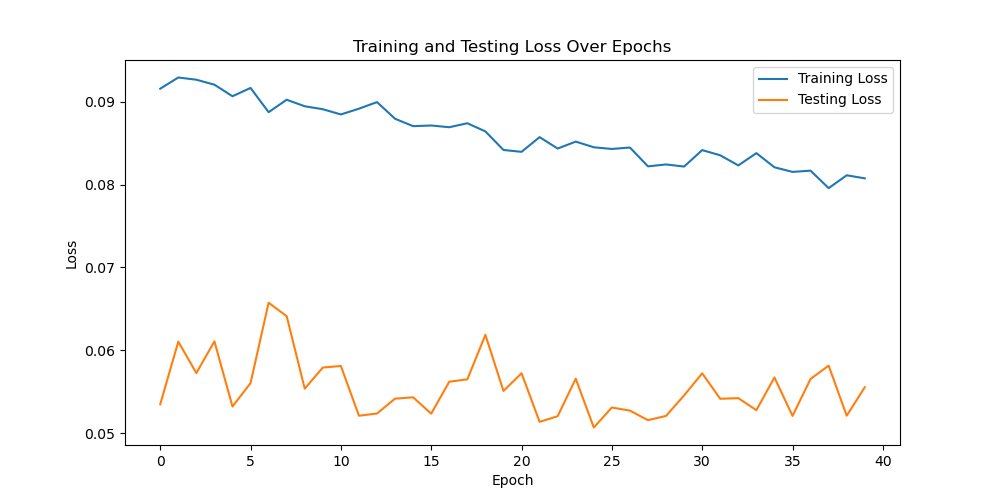 Training and Testing Loss Over Epochs
Training Loss
Testing Loss
0.09
0.08
0.07
0.06
0.05
Loss
0 5 10 15 20 25 30 35 40
Epoch